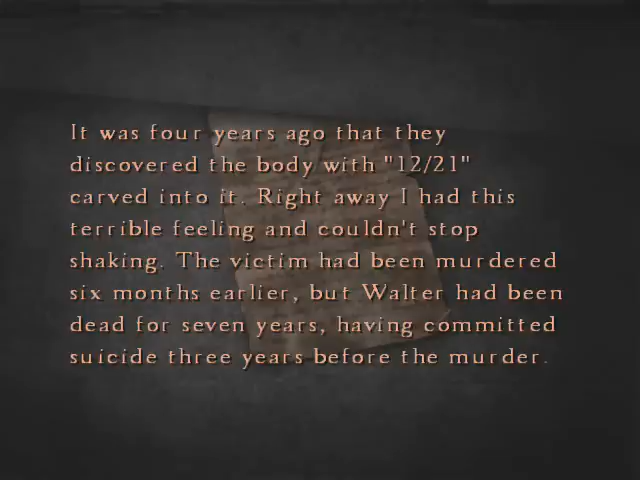 It was four years ago that they
discovered the body with "12/21"
carved into it. Right away I had this
terrible feeling and couldn't stop
shaking. The victim had been murdered
six months earlier, but Walter had been
dead for seven years, having committed
suicide three years before the murder.